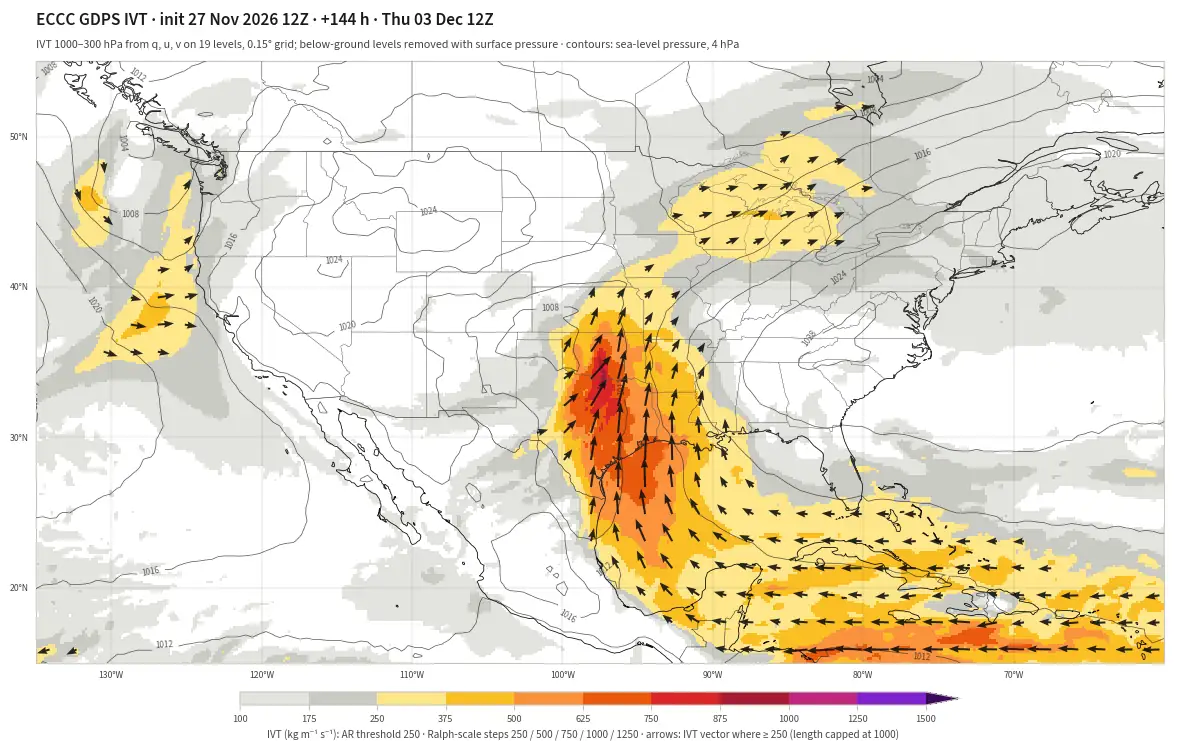 ECCC GDPS IVT · init 27 Nov 2026 12Z · +144 h · Thu 03 Dec 12Z
IVT 1000–300 hPa from q, u, v on 19 levels, 0.15° grid; below-ground levels removed with surface pressure · contours: sea-level pressure, 4 hPa
1008
1012
1004
1004
50°N
1016
1020
1008
1024
1016
1024
1024
40°N
1020
1008
1020
1028
30°N
1016
1012
20°N
1016
1012
1012
130°W
120°W
110°W
100°W
90°W
80°W
70°W
100
175
250
375
500
625
750
875
1000
1250
1500
IVT (kg m⁻¹ s⁻¹): AR threshold 250 · Ralph-scale steps 250 / 500 / 750 / 1000 / 1250 · arrows: IVT vector where ≥ 250 (length capped at 1000)